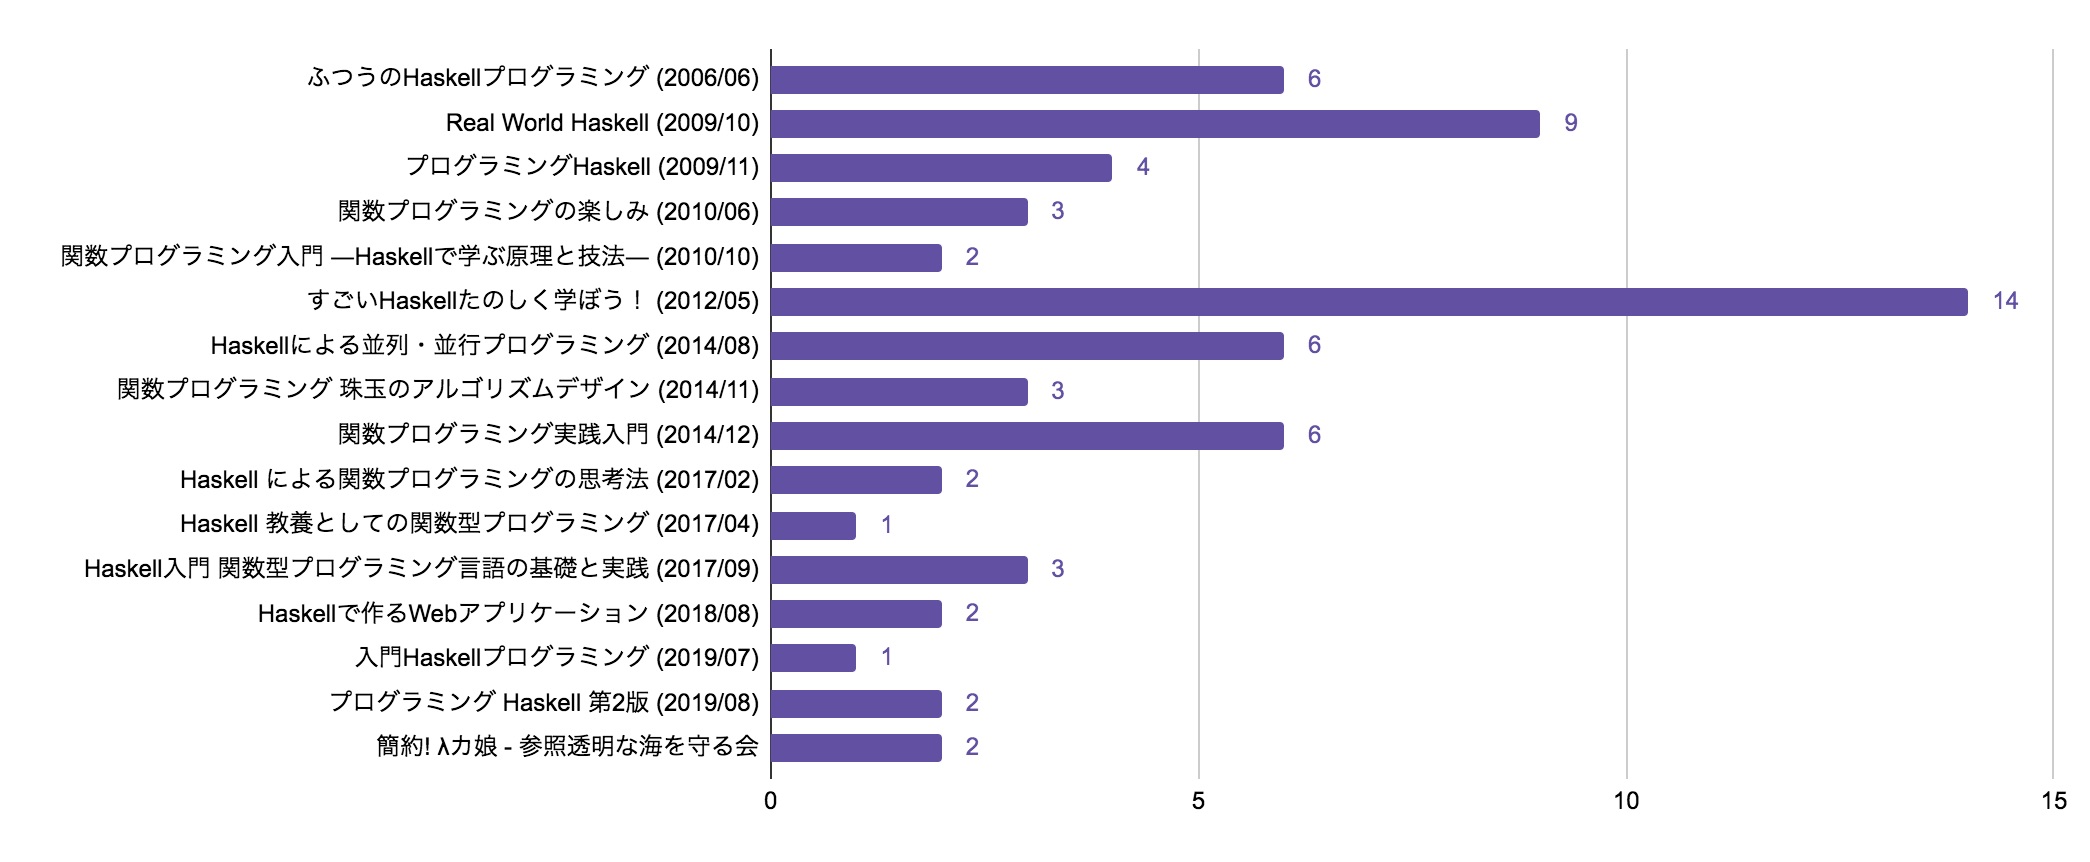 ふつうのHaskellプログラミング (2006/06) 6
Real World Haskell (2009/10) 9
プログラミングHaskell (2009/11) 4
関数プログラミングの楽しみ (2010/06) 3
関数プログラミング入門 ―Haskellで学ぶ原理と技法― (2010/10) 2
すごいHaskellたのしく学ぼう！ (2012/05) 14
Haskellによる並列・並行プログラミング (2014/08) 6
関数プログラミング 珠玉のアルゴリズムデザイン (2014/11) 3
関数プログラミング実践入門 (2014/12) 6
Haskell による関数プログラミングの思考法 (2017/02) 2
Haskell 教養としての関数型プログラミング (2017/04) 1
Haskell入門 関数型プログラミング言語の基礎と実践 (2017/09) 3
Haskellで作るWebアプリケーション (2018/08) 2
入門Haskellプログラミング (2019/07) 1
プログラミング Haskell 第2版 (2019/08) 2
簡約! λカ娘 - 参照透明な海を守る会 2
0 5 10 15